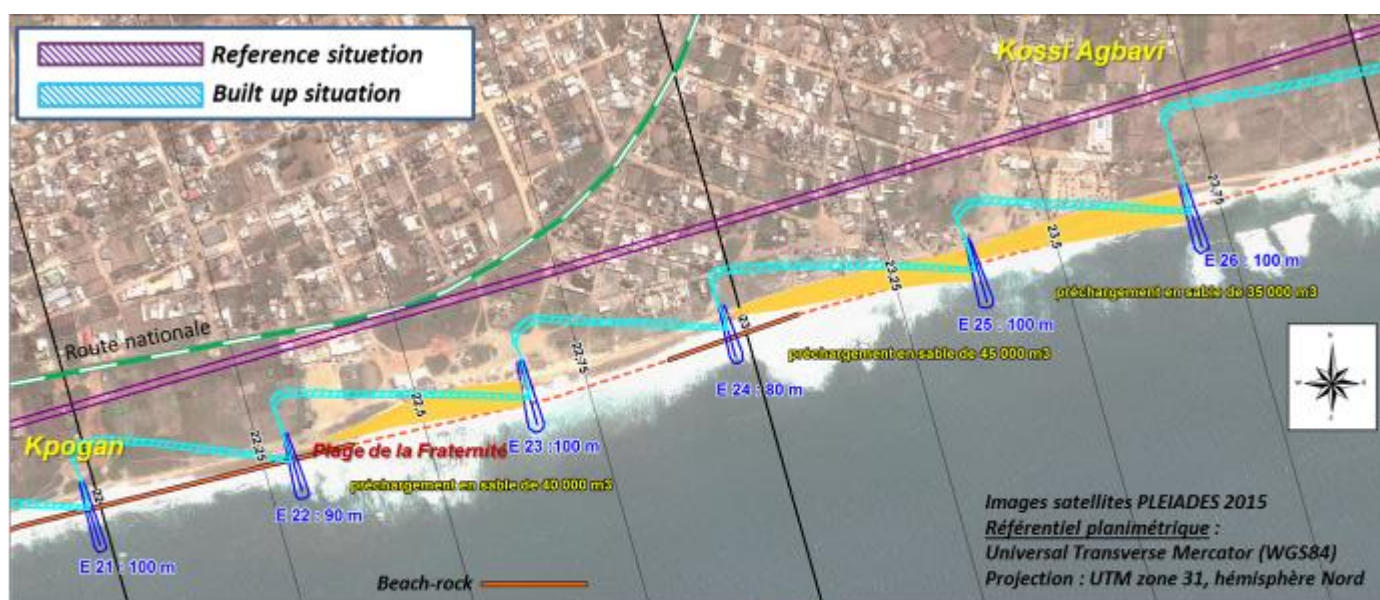 Reference situetion
Built up situation
Kossi Agbavi
Route nationale
Kpogan
22
22,25
22,5
22,75
23
23,25
23,5
23,75
E 26 : 100 m
préchargement en sable de 35 000 m3
E 25 : 100 m
préchargement en sable de 45 000 m3
E 24 : 80 m
E 23 :100 m
Plage de la Fraternité
préchargement en sable de 40 000 m3
E 22 : 90 m
E 21 : 100 m
Beach-rock
Images satellites PLEIADES 2015
Référentiel planimétrique :
Universal Transverse Mercator (WGS84)
Projection : UTM zone 31, hémisphère Nord